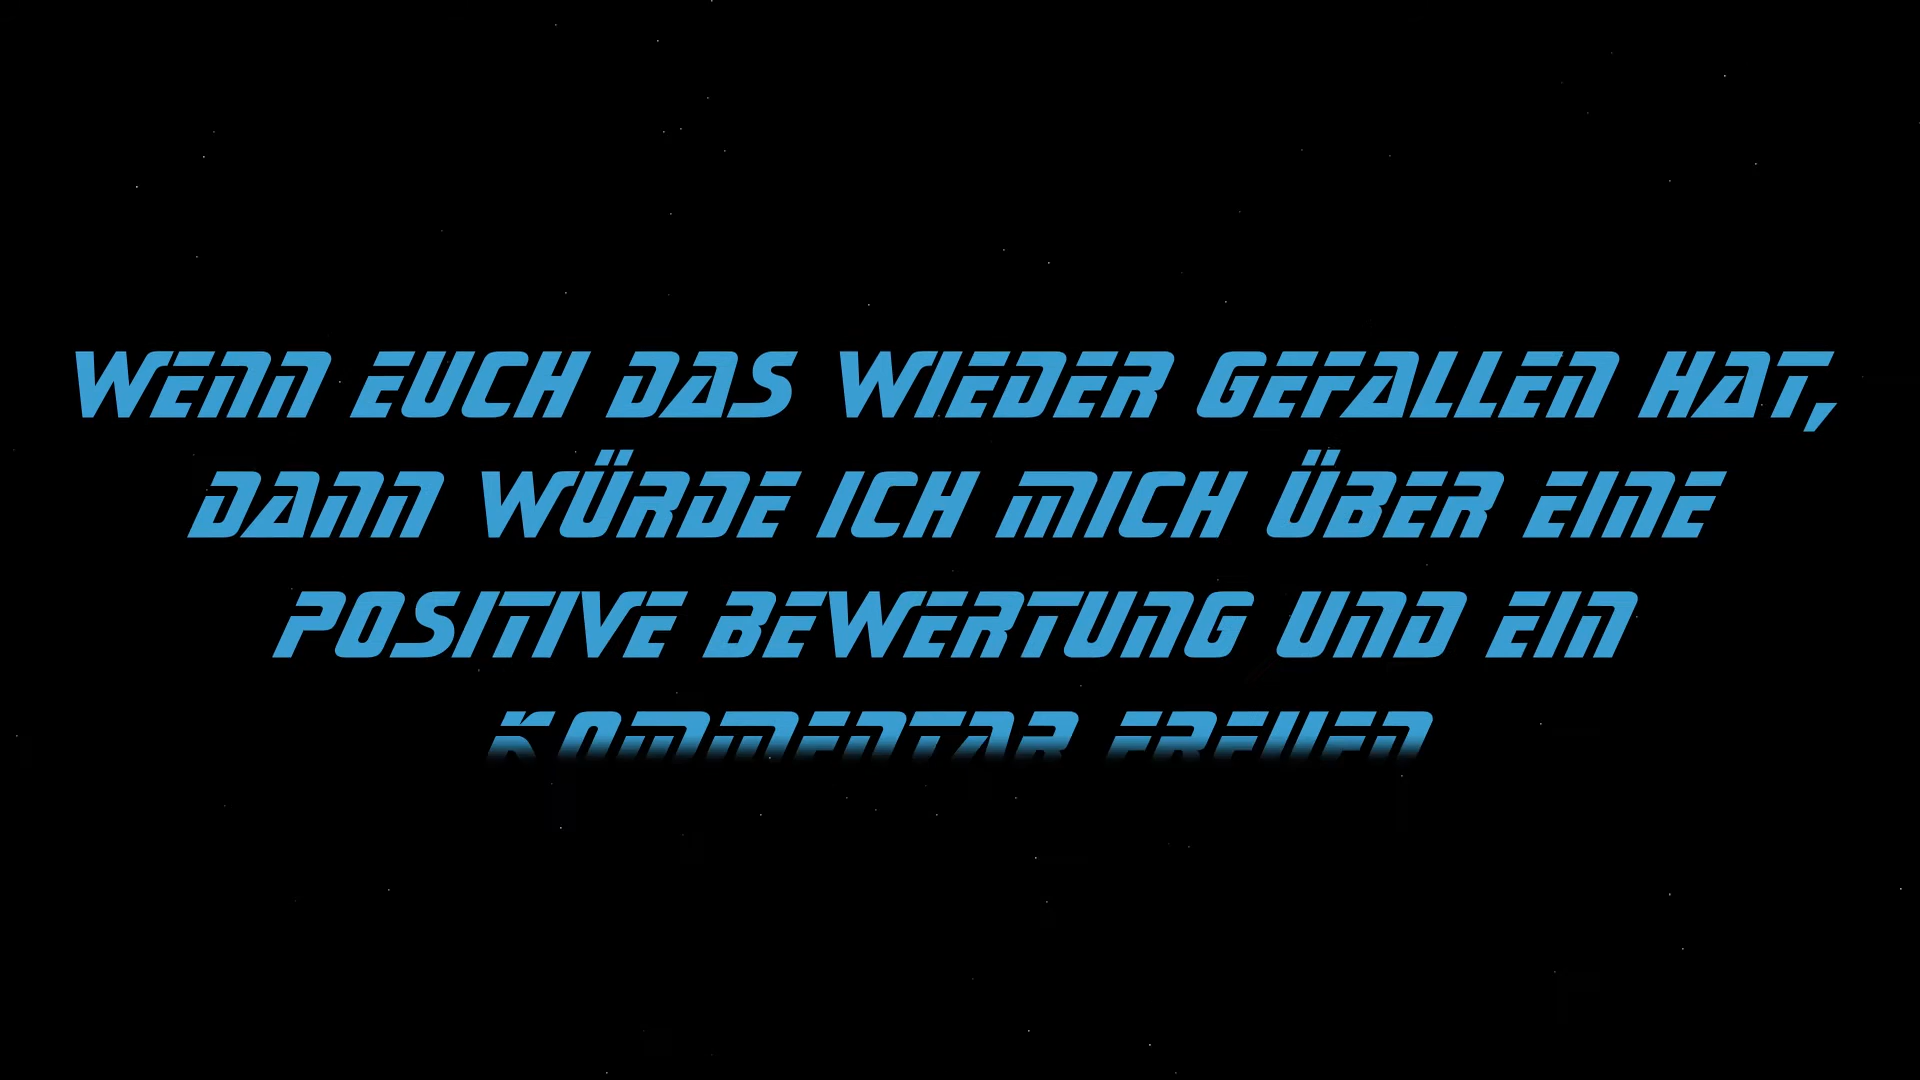 WENN EUCH DAS WIEDER GEFALLEN HAT,
DANN WÜRDE ICH MICH ÜBER EINE
POSITIVE BEWERTUNG UND EIN
KOMMENTAR FREUEN